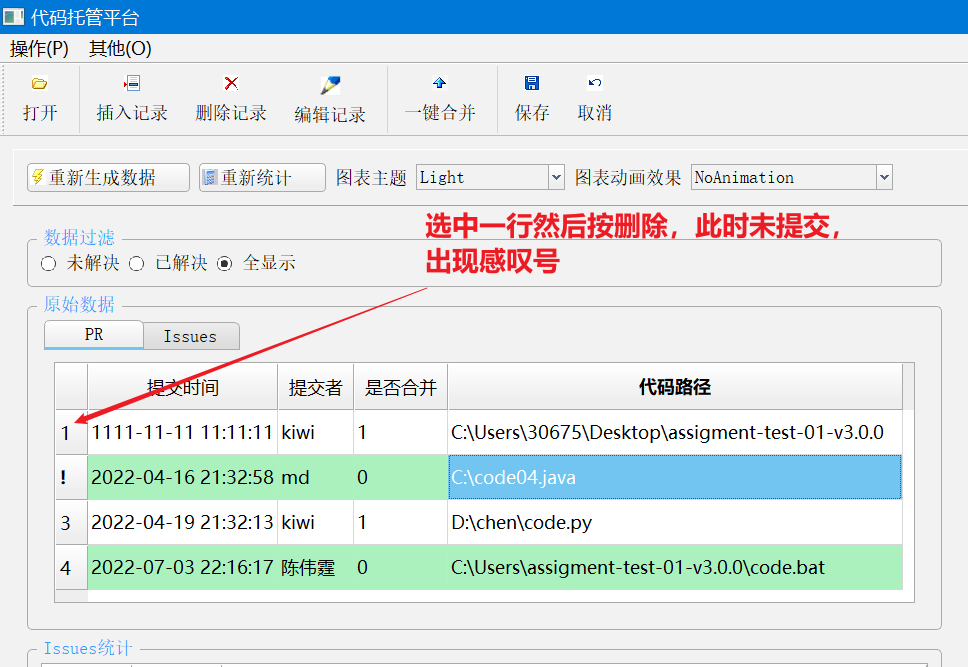 代码托管平台
操作(P) 其他(O)
打开 插入记录 删除记录 编辑记录 一键合并 保存 取消
重新生成数据 重新统计 图表主题 Light 图表动画效果 NoAnimation
选中一行然后按删除，此时未提交，
出现感叹号
数据过滤
未解决 已解决 全显示
原始数据
PR Issues
提交时间 提交者 是否合并 代码路径
1 1111-11-11 11:11:11 kiwi 1 C:\Users\30675\Desktop\assigment-test-01-v3.0.0
! 2022-04-16 21:32:58 md 0 C:\code04.java
3 2022-04-19 21:32:13 kiwi 1 D:\chen\code.py
4 2022-07-03 22:16:17 陈伟霆 0 C:\Users\assigment-test-01-v3.0.0\code.bat
Issues统计